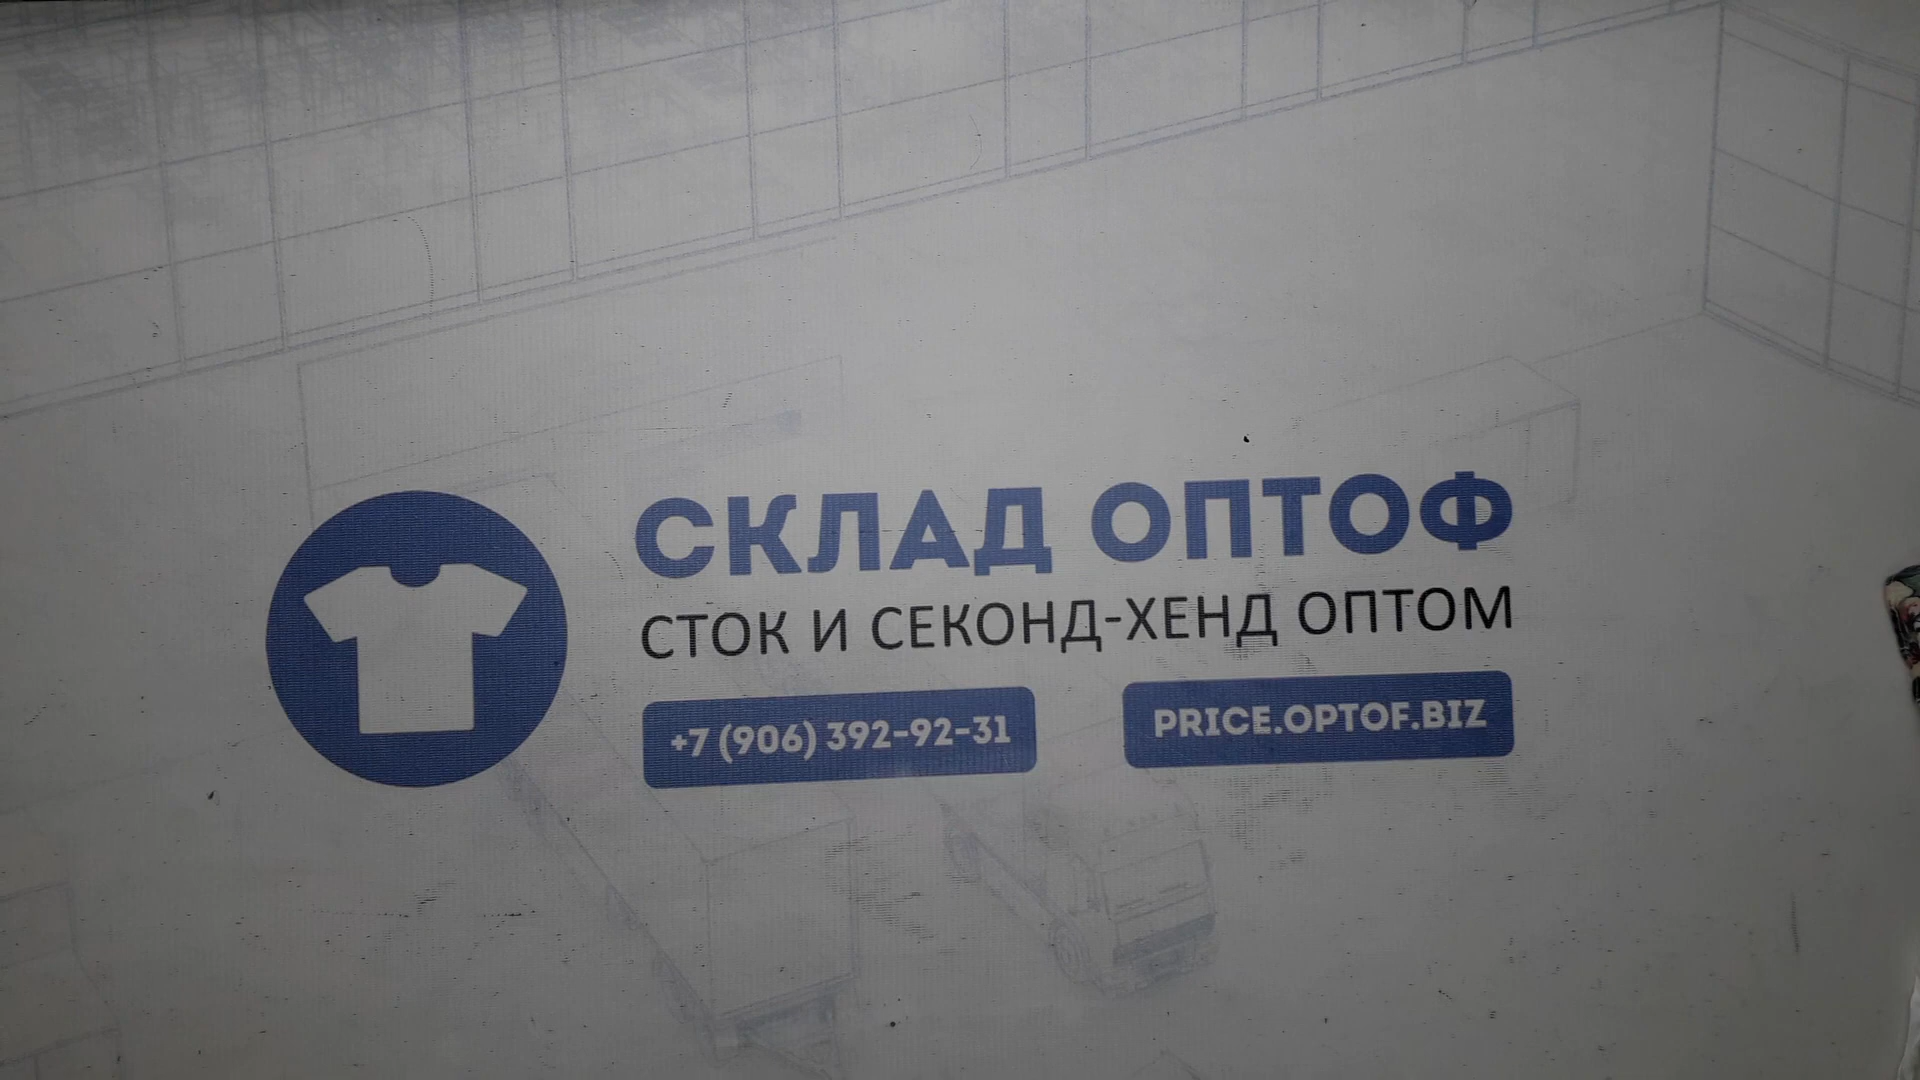 СКЛАД ОПТОФ
СТОК И СЕКОНД-ХЕНД ОПТОМ
+7 (906) 392-92-31
PRICE.OPTOF.BIZ